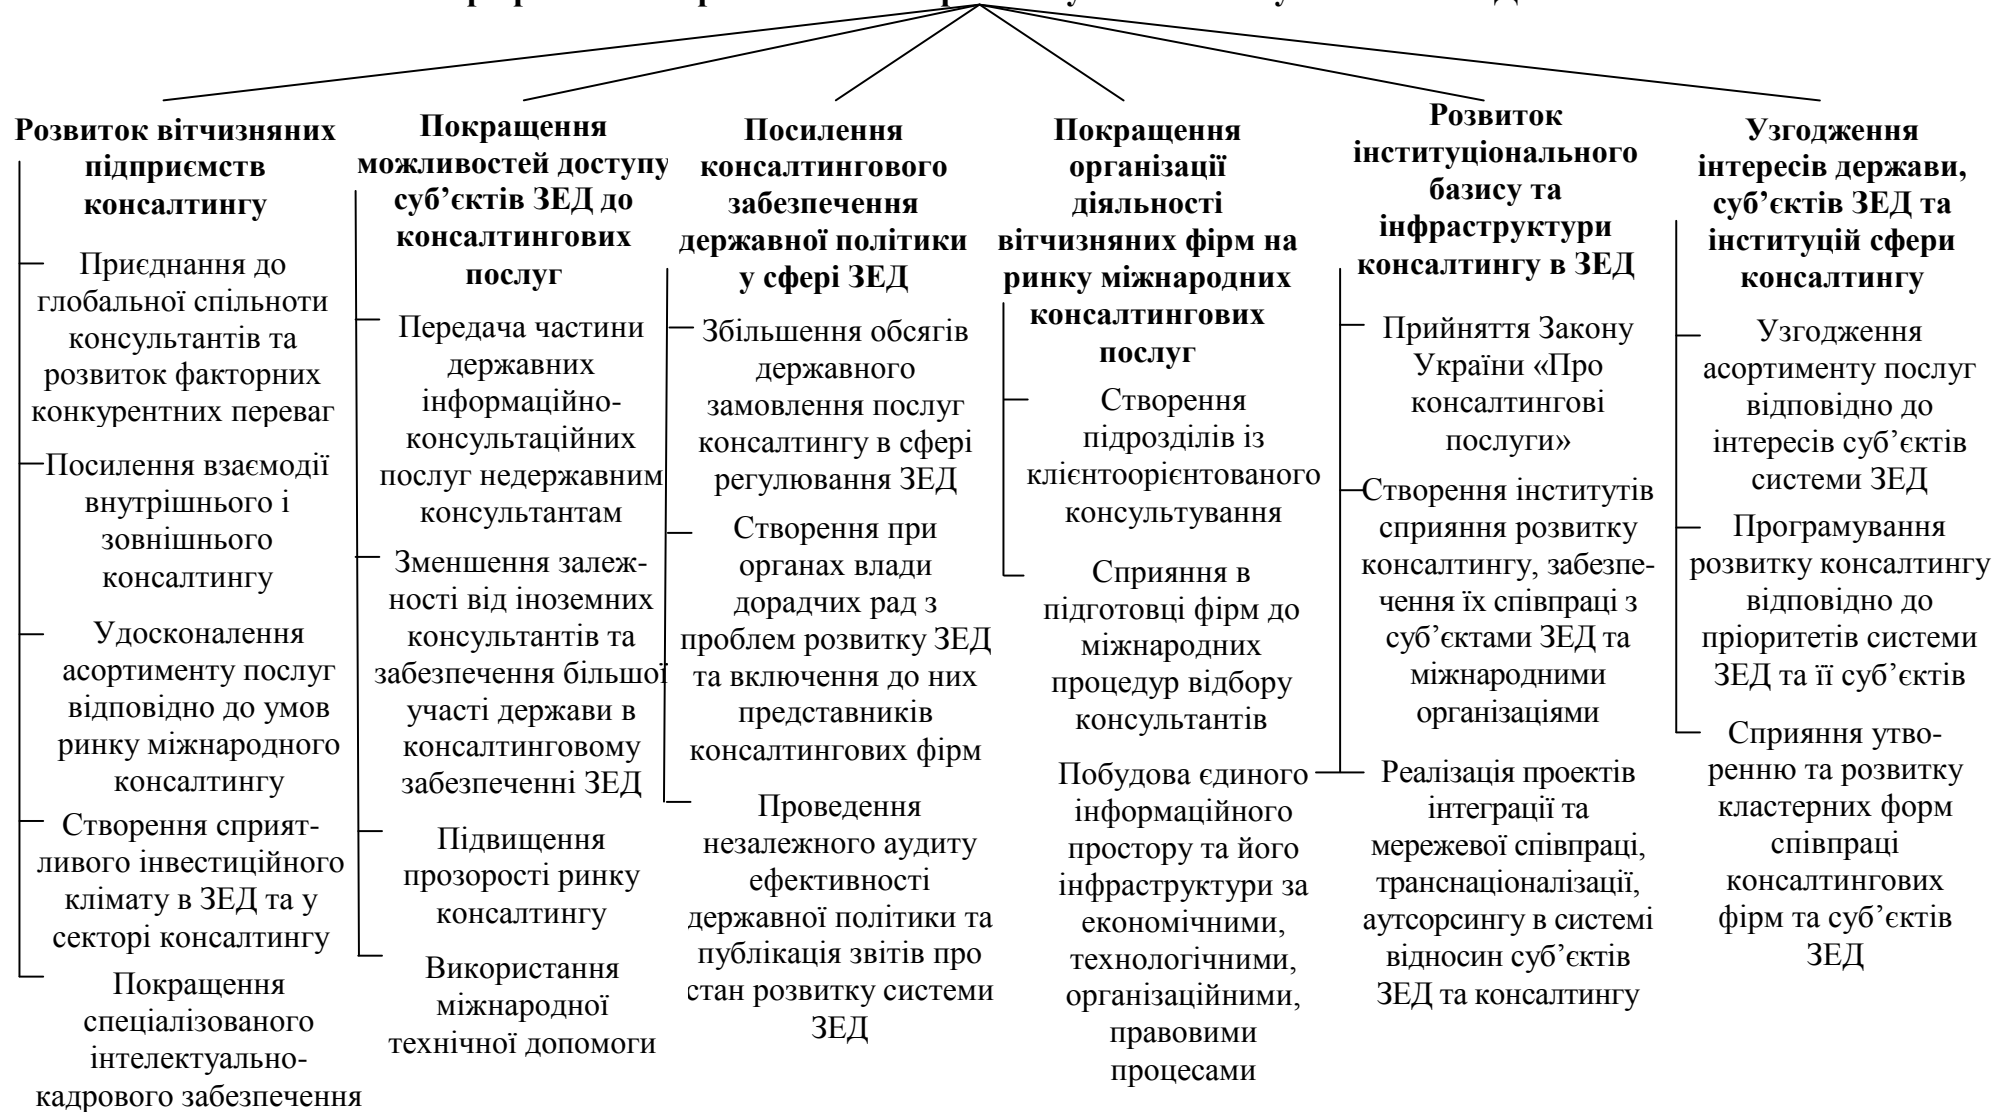 Розвиток вітчизняних
підприємств
консалтингу
Приєднання до
глобальної спільноти
консультантів та
розвиток факторних
конкурентних переваг
Посилення взаємодії
внутрішнього і
зовнішнього
консалтингу
Удосконалення
асортименту послуг
відповідно до умов
ринку міжнародного
консалтингу
Створення сприят-
ливого інвестиційного
клімату в ЗЕД та у
секторі консалтингу
Покращення
спеціалізованого
інтелектуально-
кадрового забезпечення
Покращення
можливостей доступу
суб’єктів ЗЕД до
консалтингових
послуг
Передача частини
державних
інформаційно-
консультаційних
послуг недержавним
консультантам
Зменшення залеж-
ності від іноземних
консультантів та
забезпечення більшої
участі держави в
консалтинговому
забезпеченні ЗЕД
Підвищення
прозорості ринку
консалтингу
Використання
міжнародної
технічної допомоги
Посилення
консалтингового
забезпечення
державної політики
у сфері ЗЕД
Збільшення обсягів
державного
замовлення послуг
консалтингу в сфері
регулювання ЗЕД
Створення при
органах влади
дорадчих рад з
проблем розвитку ЗЕД
та включення до них
представників
консалтингових фірм
Проведення
незалежного аудиту
ефективності
державної політики та
публікація звітів про
стан розвитку системи
ЗЕД
Покращення
організації
діяльності
вітчизняних фірм на
ринку міжнародних
консалтингових
послуг
Створення
підрозділів із
клієнтоорієнтованого
консультування
Сприяння в
підготовці фірм до
міжнародних
процедур відбору
консультантів
Побудова єдиного
інформаційного
простору та його
інфраструктури за
економічними,
технологічними,
організаційними,
правовими
процесами
Розвиток
інституціонального
базису та
інфраструктури
консалтингу в ЗЕД
Прийняття Закону
України «Про
консалтингові
послуги»
Створення інститутів
сприяння розвитку
консалтингу, забезпе-
чення їх співпраці з
суб’єктами ЗЕД та
міжнародними
організаціями
Реалізація проектів
інтеграції та
мережевої співпраці,
транснаціоналізації,
аутсорсингу в системі
відносин суб’єктів
ЗЕД та консалтингу
Узгодження
інтересів держави,
суб’єктів ЗЕД та
інституцій сфери
консалтингу
Узгодження
асортименту послуг
відповідно до
інтересів суб’єктів
системи ЗЕД
Програмування
розвитку консалтингу
відповідно до
пріоритетів системи
ЗЕД та її суб’єктів
Сприяння утво-
ренню та розвитку
кластерних форм
співпраці
консалтингових
фірм та суб’єктів
ЗЕД